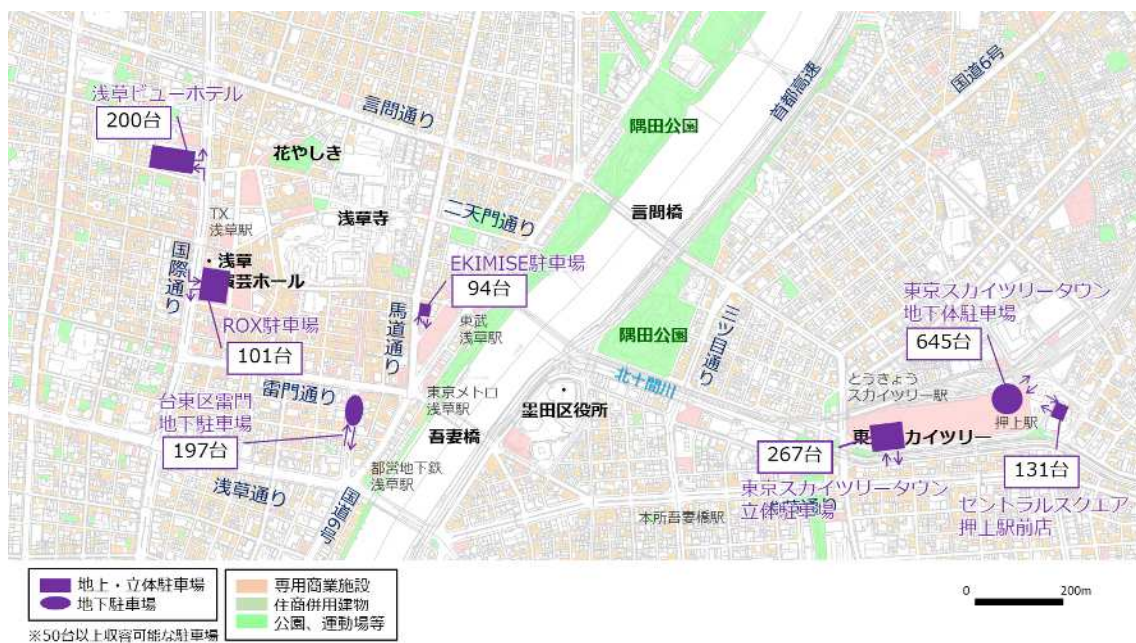 浅草ビューホテル
200台
言問通り
花やしき
隅田公園
首都高速
国道6号
浅草寺
二天門通り
言問橋
TX
浅草駅
国際通り
・浅草
演芸ホール
ROX駐車場
101台
EKIMISE駐車場
94台
馬道通り
東武
浅草駅
隅田公園
三ツ目通り
東京スカイツリータウン
地下体駐車場
645台
雷門通り
台東区雷門
地下駐車場
197台
東京メトロ
浅草駅
吾妻橋
墨田区役所
北十間川
とうきょう
スカイツリー駅
押上駅
カイツリー
267台
東京スカイツリータウン
立体駐車場
131台
セントラルスクエア
押上駅前店
浅草通り
都営地下鉄
浅草駅
国道6号
本所吾妻橋駅
通り
地上・立体駐車場
地下駐車場
※50台以上収容可能な駐車場
専用商業施設
住商併用建物
公園、運動場等
0 200m